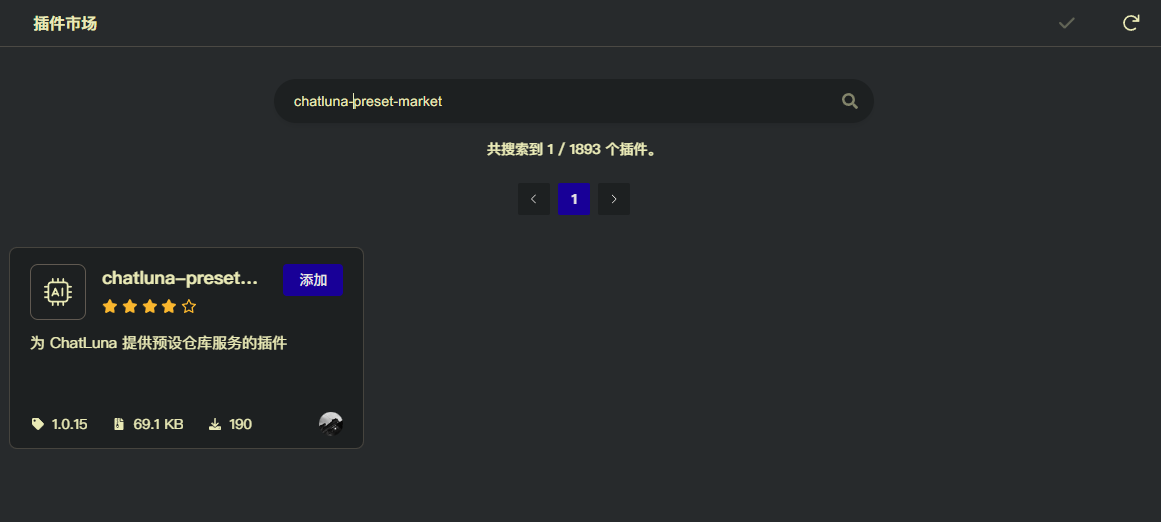 插件市场
chatluna-preset-market
共搜索到 1 / 1893 个插件。
1
AI
chatluna-preset...
添加
为 ChatLuna 提供预设仓库服务的插件
1.0.15 69.1 KB 190